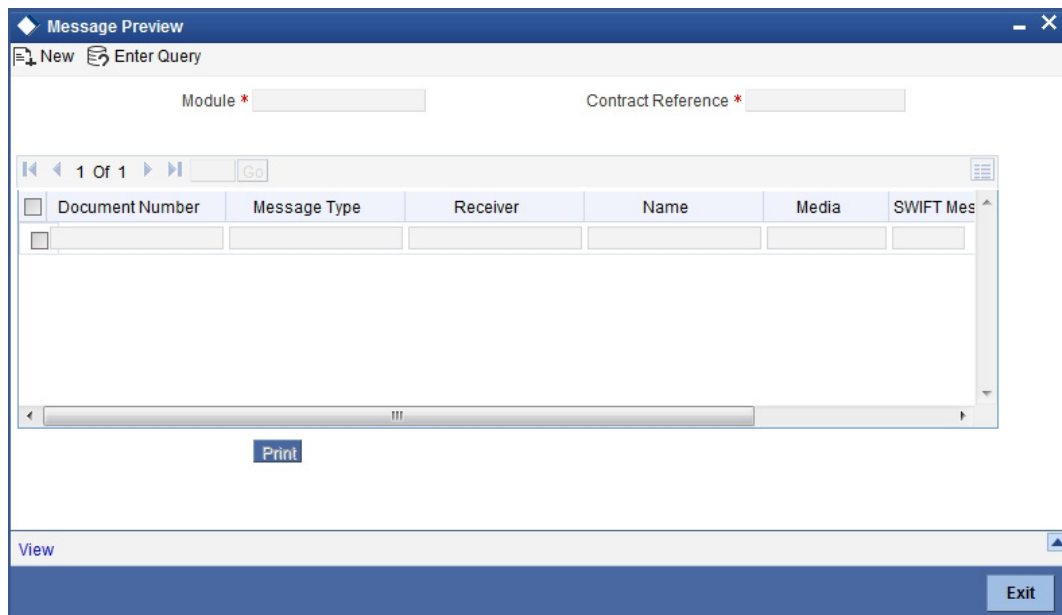 Message Preview
New Enter Query
Module * Contract Reference *
1 Of 1 Go
Document Number Message Type Receiver Name Media SWIFT Mes
Print
View
Exit